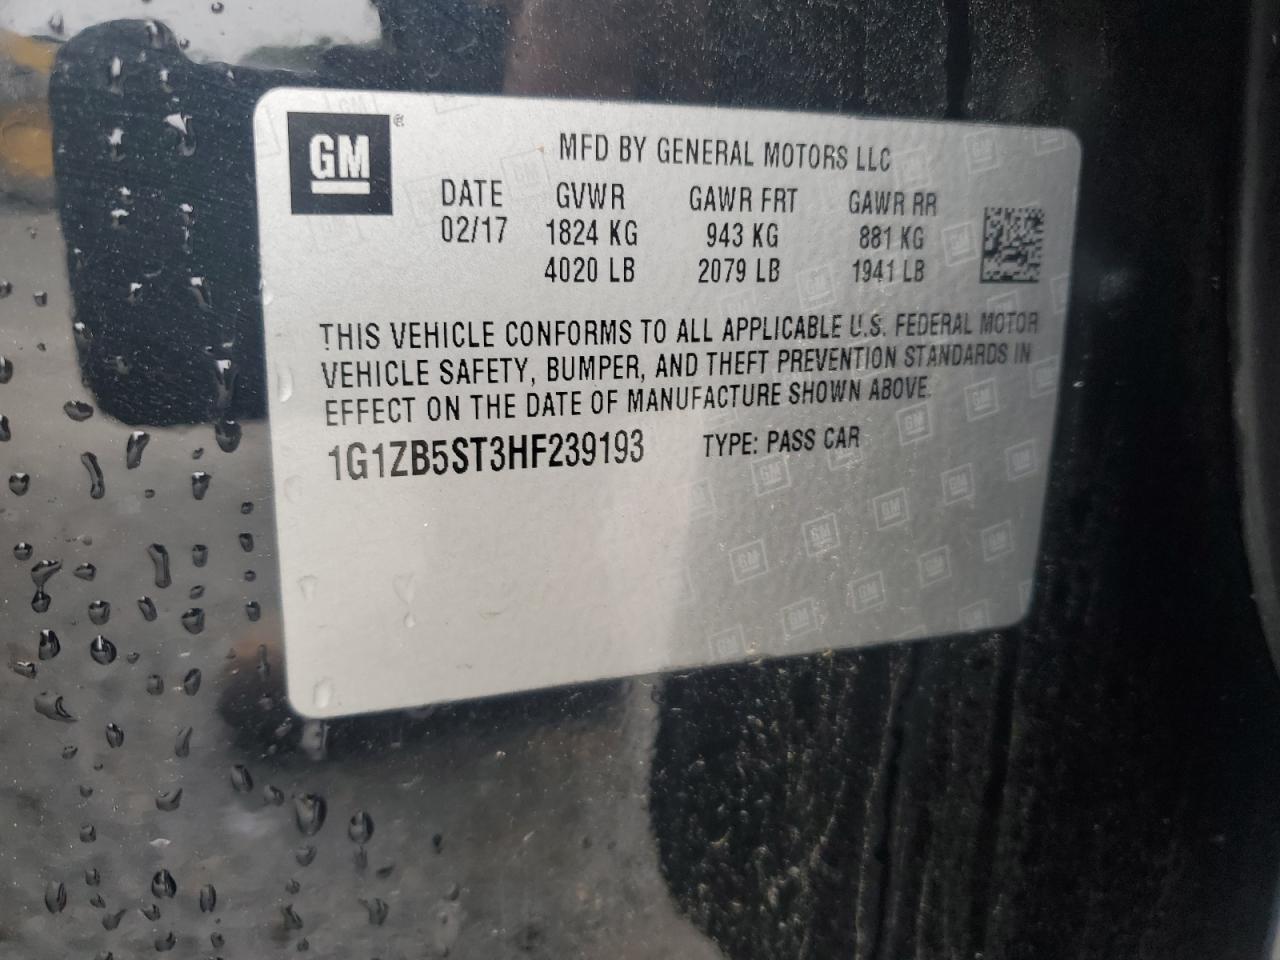 GM®
MFD BY GENERAL MOTORS LLC
DATE GVWR GAWR FRT GAWR RR
02/17 1824 KG 943 KG 881 KG
4020 LB 2079 LB 1941 LB
THIS VEHICLE CONFORMS TO ALL APPLICABLE U.S. FEDERAL MOTOR
VEHICLE SAFETY, BUMPER, AND THEFT PREVENTION STANDARDS IN
EFFECT ON THE DATE OF MANUFACTURE SHOWN ABOVE.
1G1ZB5ST3HF239193 TYPE: PASS CAR